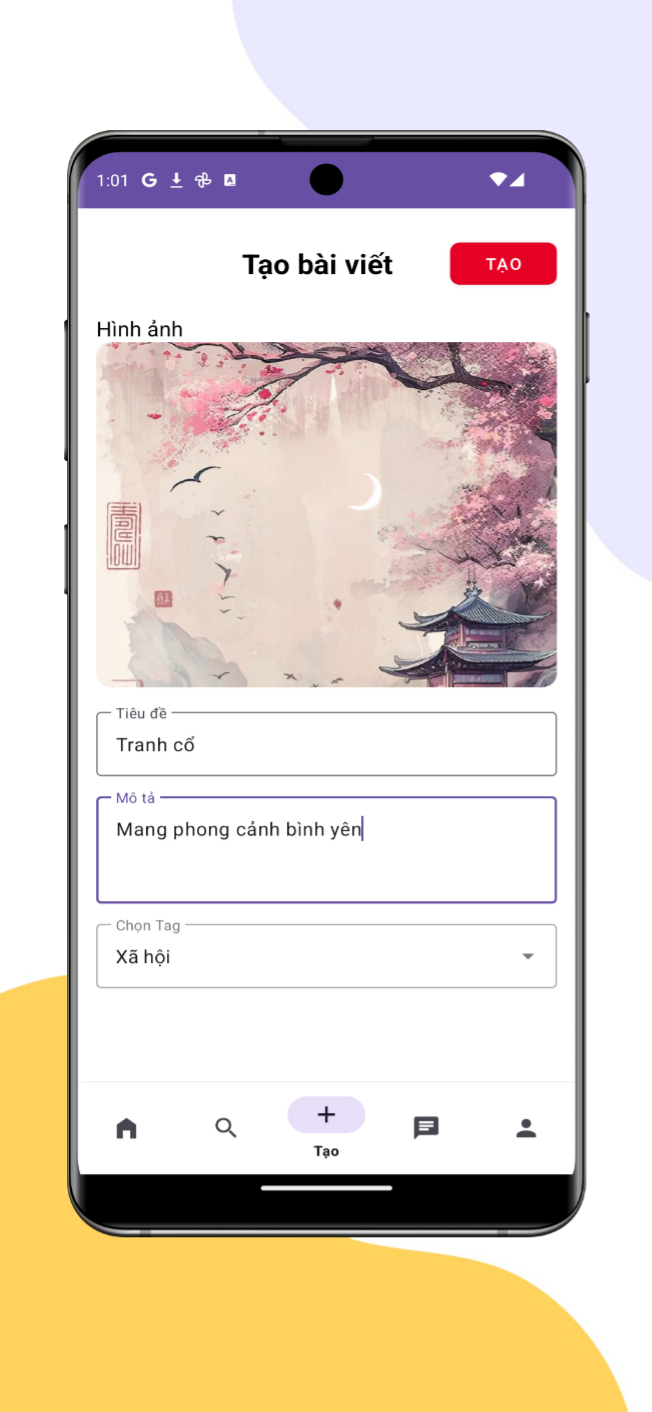 1:01
Tạo bài viết
TẠO
Hình ảnh
Tiêu đề
Tranh cổ
Mô tả
Mang phong cảnh bình yên
Chọn Tag
Xã hội
Tạo